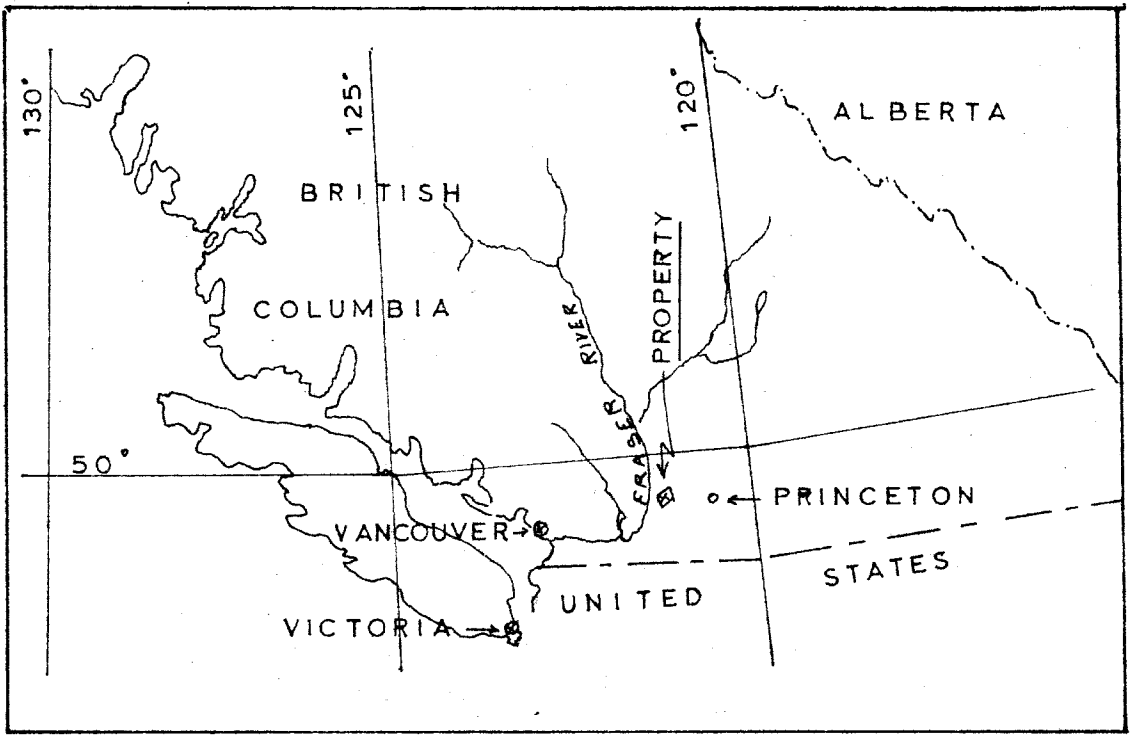 130°
125°
120°
ALBERTA
BRITISH
COLUMBIA
PROPERTY
FRASER RIVER
50°
PRINCETON
VANCOUVER
UNITED STATES
VICTORIA